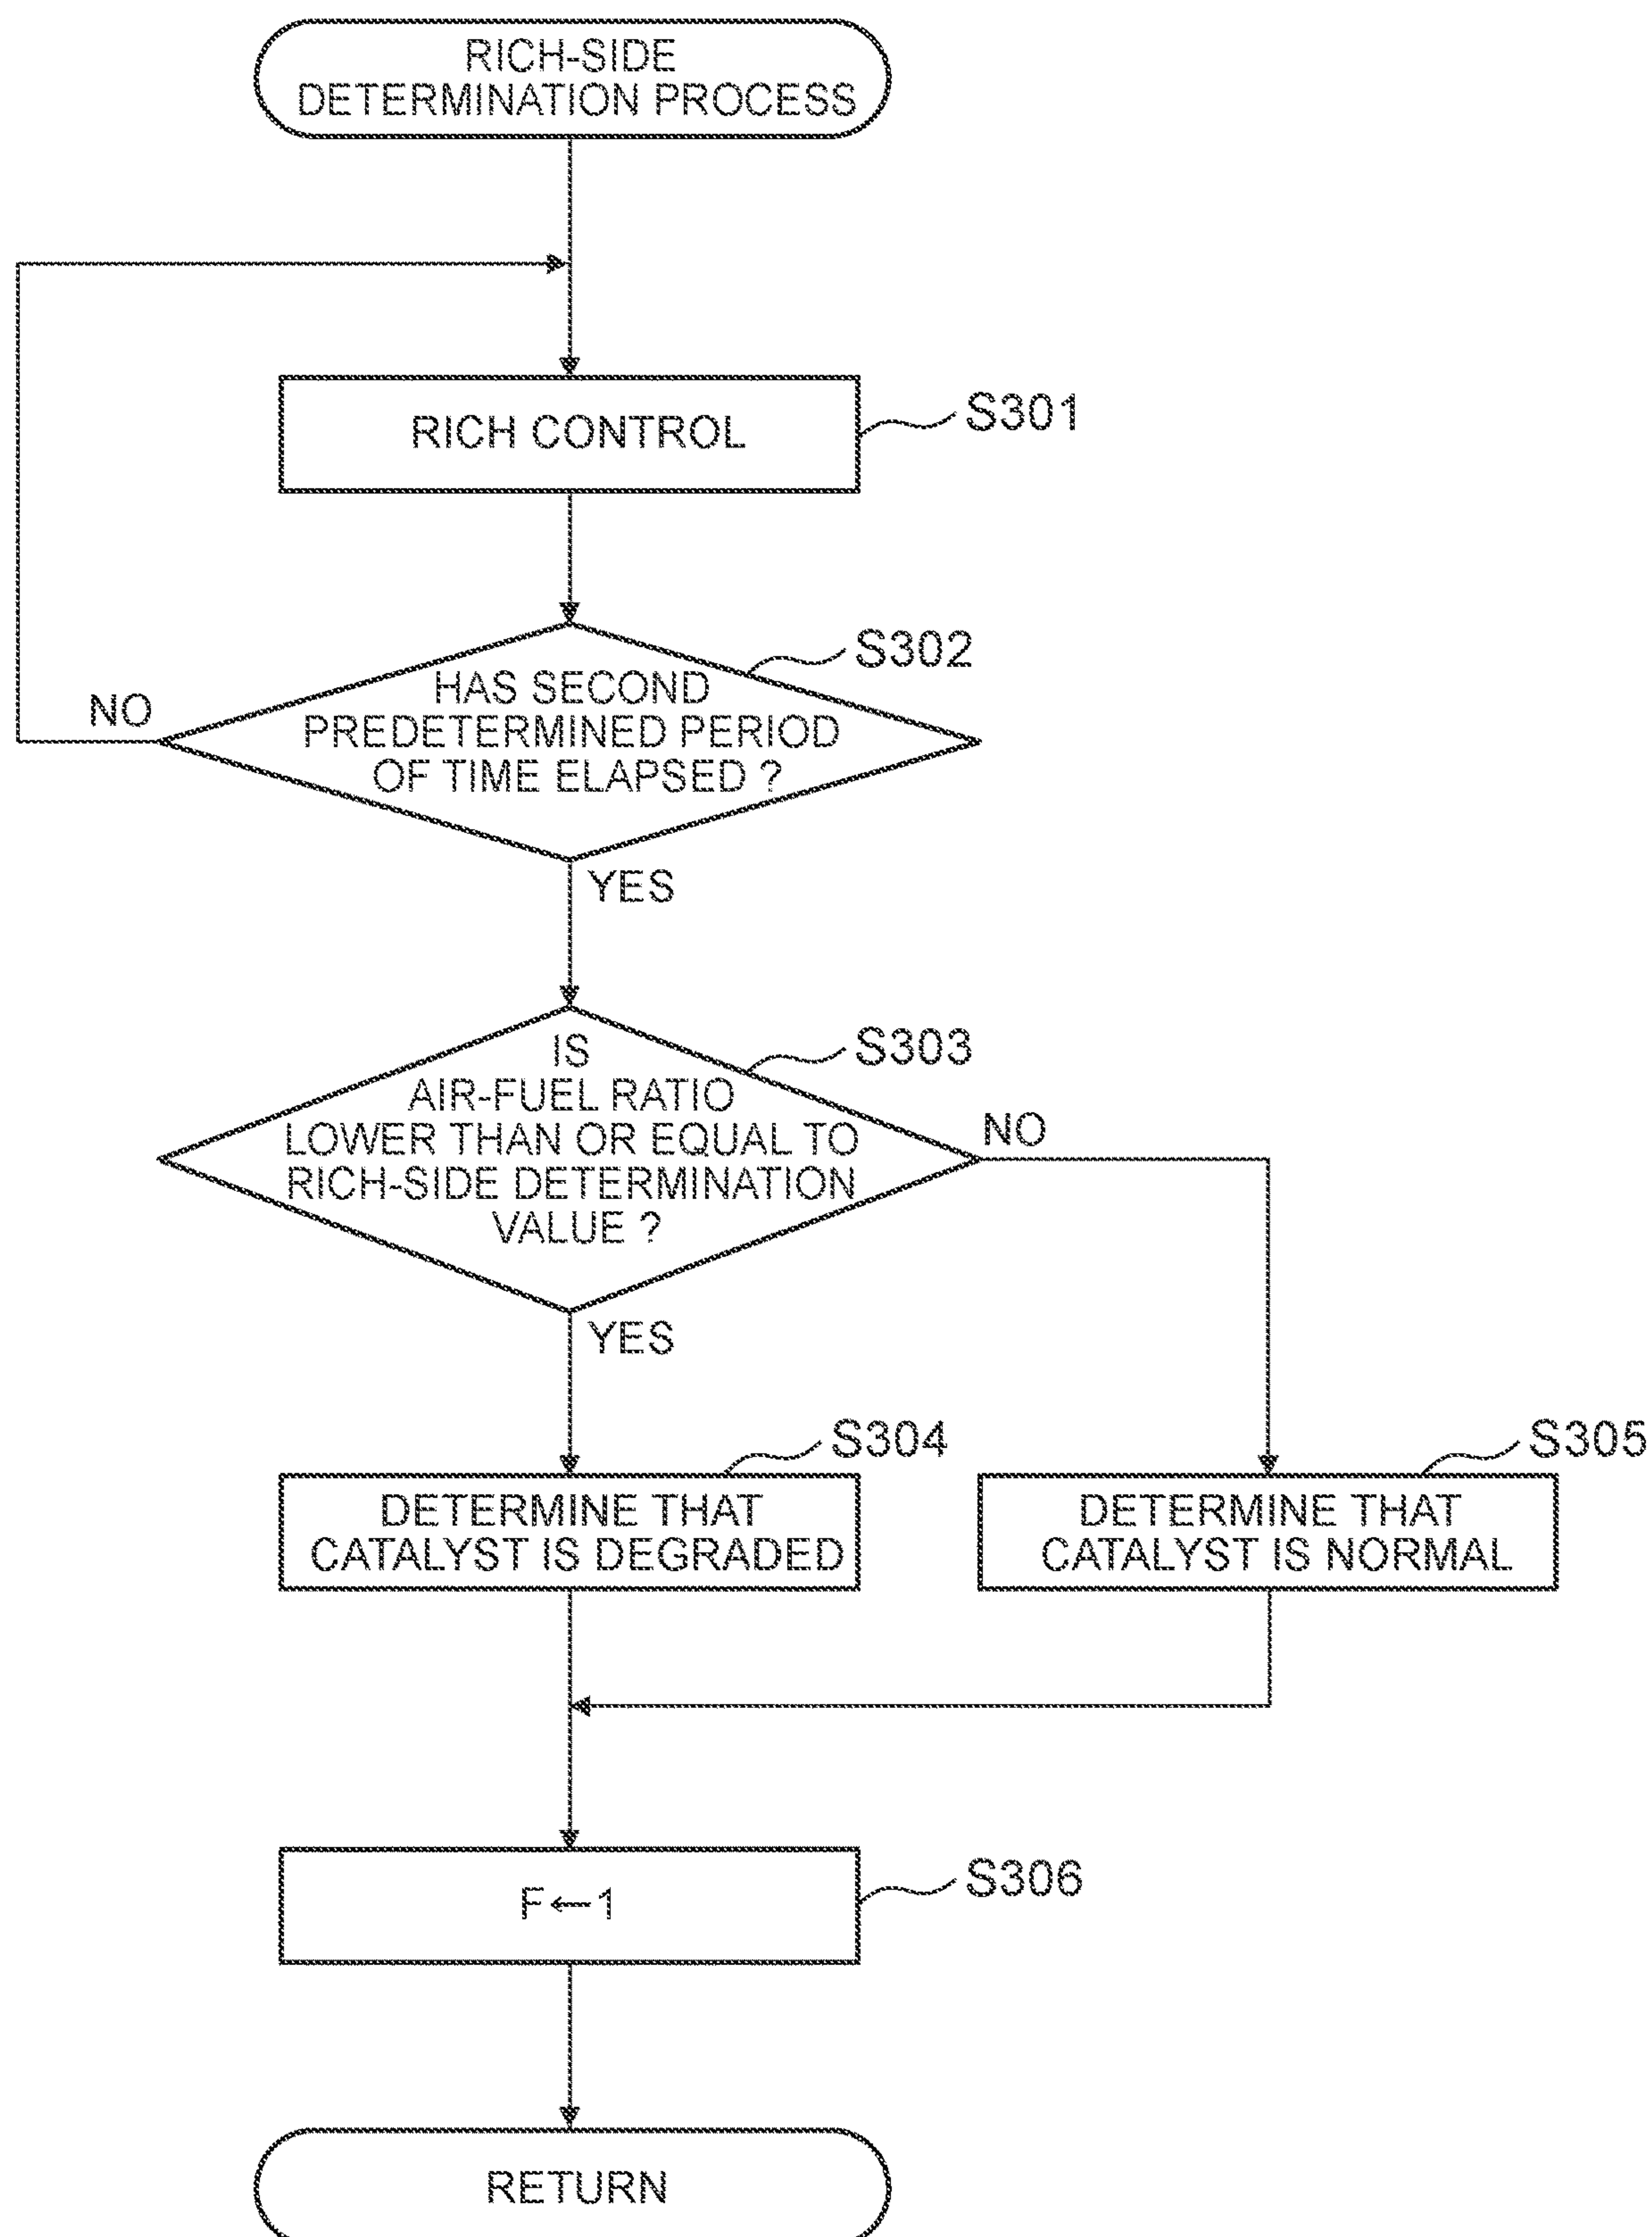 RICH-SIDE
DETERMINATION PROCESS
RICH CONTROL
S301
S302
HAS SECOND
PREDETERMINED PERIOD
OF TIME ELAPSED ?
NO
YES
S303
IS
AIR-FUEL RATIO
LOWER THAN OR EQUAL TO
RICH-SIDE DETERMINATION
VALUE ?
NO
YES
S304
DETERMINE THAT
CATALYST IS DEGRADED
S305
DETERMINE THAT
CATALYST IS NORMAL
F←1
S306
RETURN